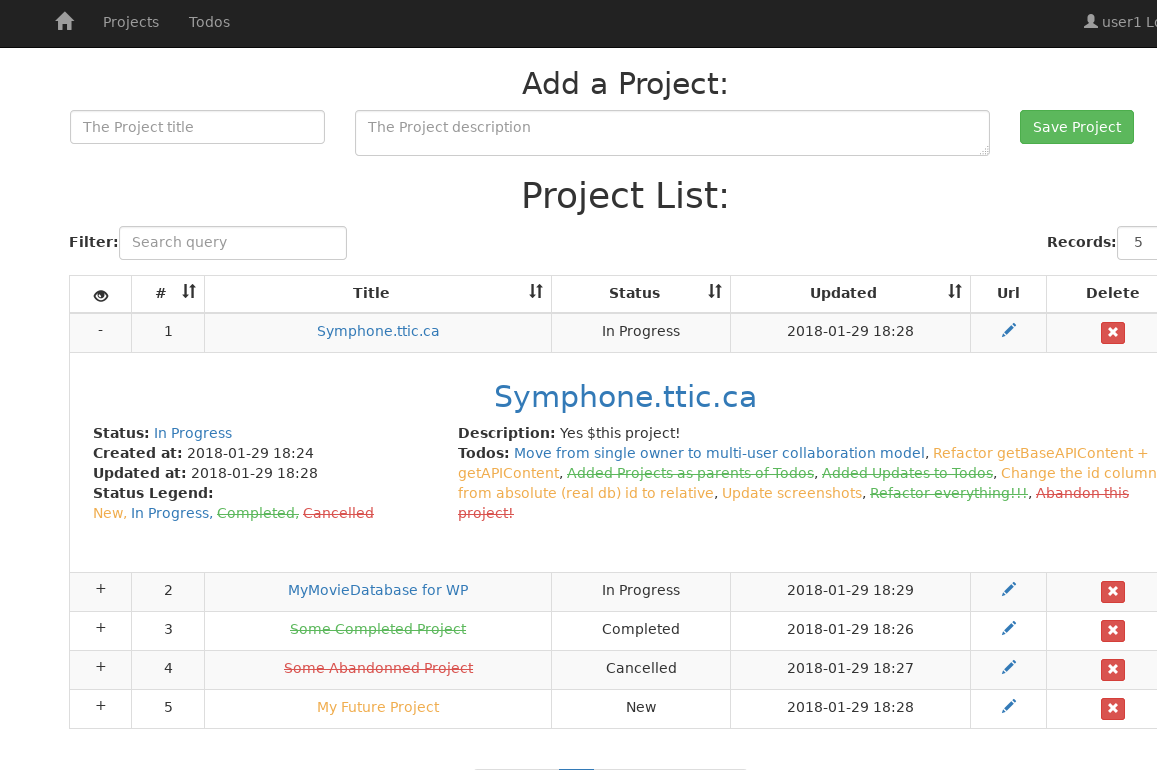 Projects Todos user1 Lo
Add a Project:
The Project title The Project description Save Project
Project List:
Filter: Search query Records: 5
# Title Status Updated Url Delete
- 1 Symphone.ttic.ca In Progress 2018-01-29 18:28
Symphone.ttic.ca
Status: In Progress
Created at: 2018-01-29 18:24
Updated at: 2018-01-29 18:28
Status Legend:
New, In Progress, Completed, Cancelled
Description: Yes $this project!
Todos: Move from single owner to multi-user collaboration model, Refactor getBaseAPIContent +
getAPIContent, Added Projects as parents of Todos, Added Updates to Todos, Change the id column
from absolute (real db) id to relative, Update screenshots, Refactor everything!!!, Abandon this
project!
+ 2 MyMovieDatabase for WP In Progress 2018-01-29 18:29
+ 3 Some Completed Project Completed 2018-01-29 18:26
+ 4 Some Abandonned Project Cancelled 2018-01-29 18:27
+ 5 My Future Project New 2018-01-29 18:28